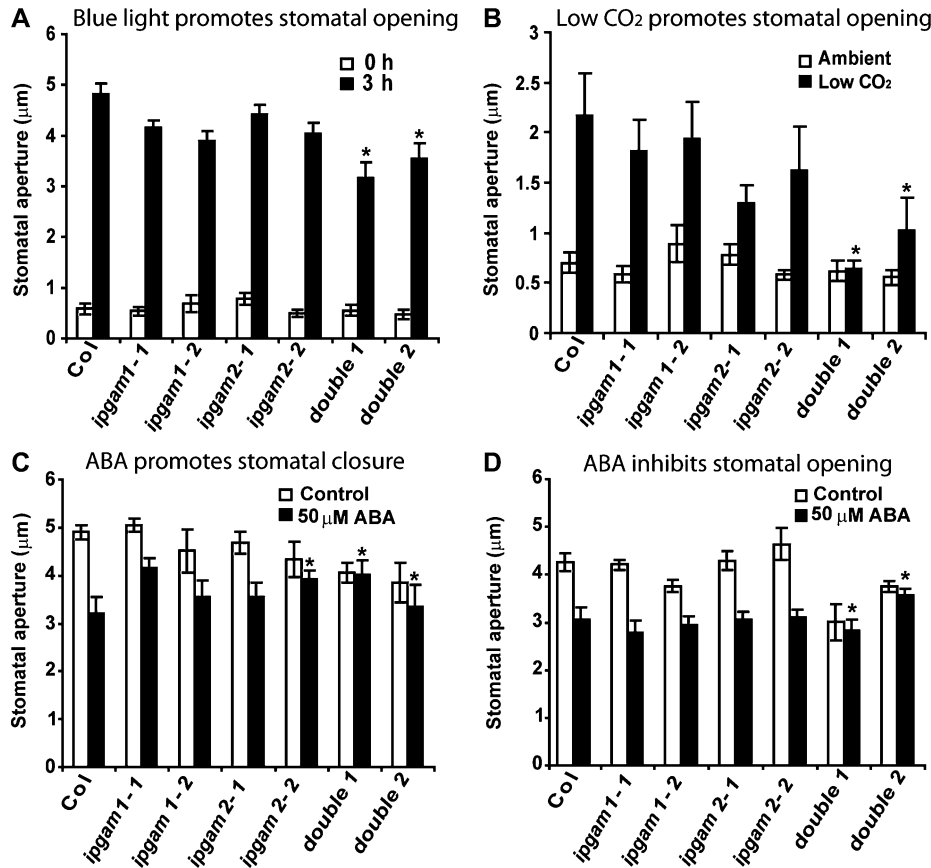 A Blue light promotes stomatal opening
Stomatal aperture (μm)
6
5
4
3
2
1
0
0 h
3 h
*
*
Col
ipgam1-1
ipgam1-2
ipgam2-1
ipgam2-2
double 1
double 2
B Low CO₂ promotes stomatal opening
Stomatal aperture (μm)
3
2.5
2
1.5
1
0.5
0
Ambient
Low CO₂
*
*
Col
ipgam1-1
ipgam1-2
ipgam2-1
ipgam2-2
double 1
double 2
C ABA promotes stomatal closure
Stomatal aperture (μm)
6
5
4
3
2
1
0
Control
50 μM ABA
*
*
*
Col
ipgam1-1
ipgam1-2
ipgam2-1
ipgam2-2
double 1
double 2
D ABA inhibits stomatal opening
Stomatal aperture (μm)
6
5
4
3
2
1
0
Control
50 μM ABA
*
*
Col
ipgam1-1
ipgam1-2
ipgam2-1
ipgam2-2
double 1
double 2